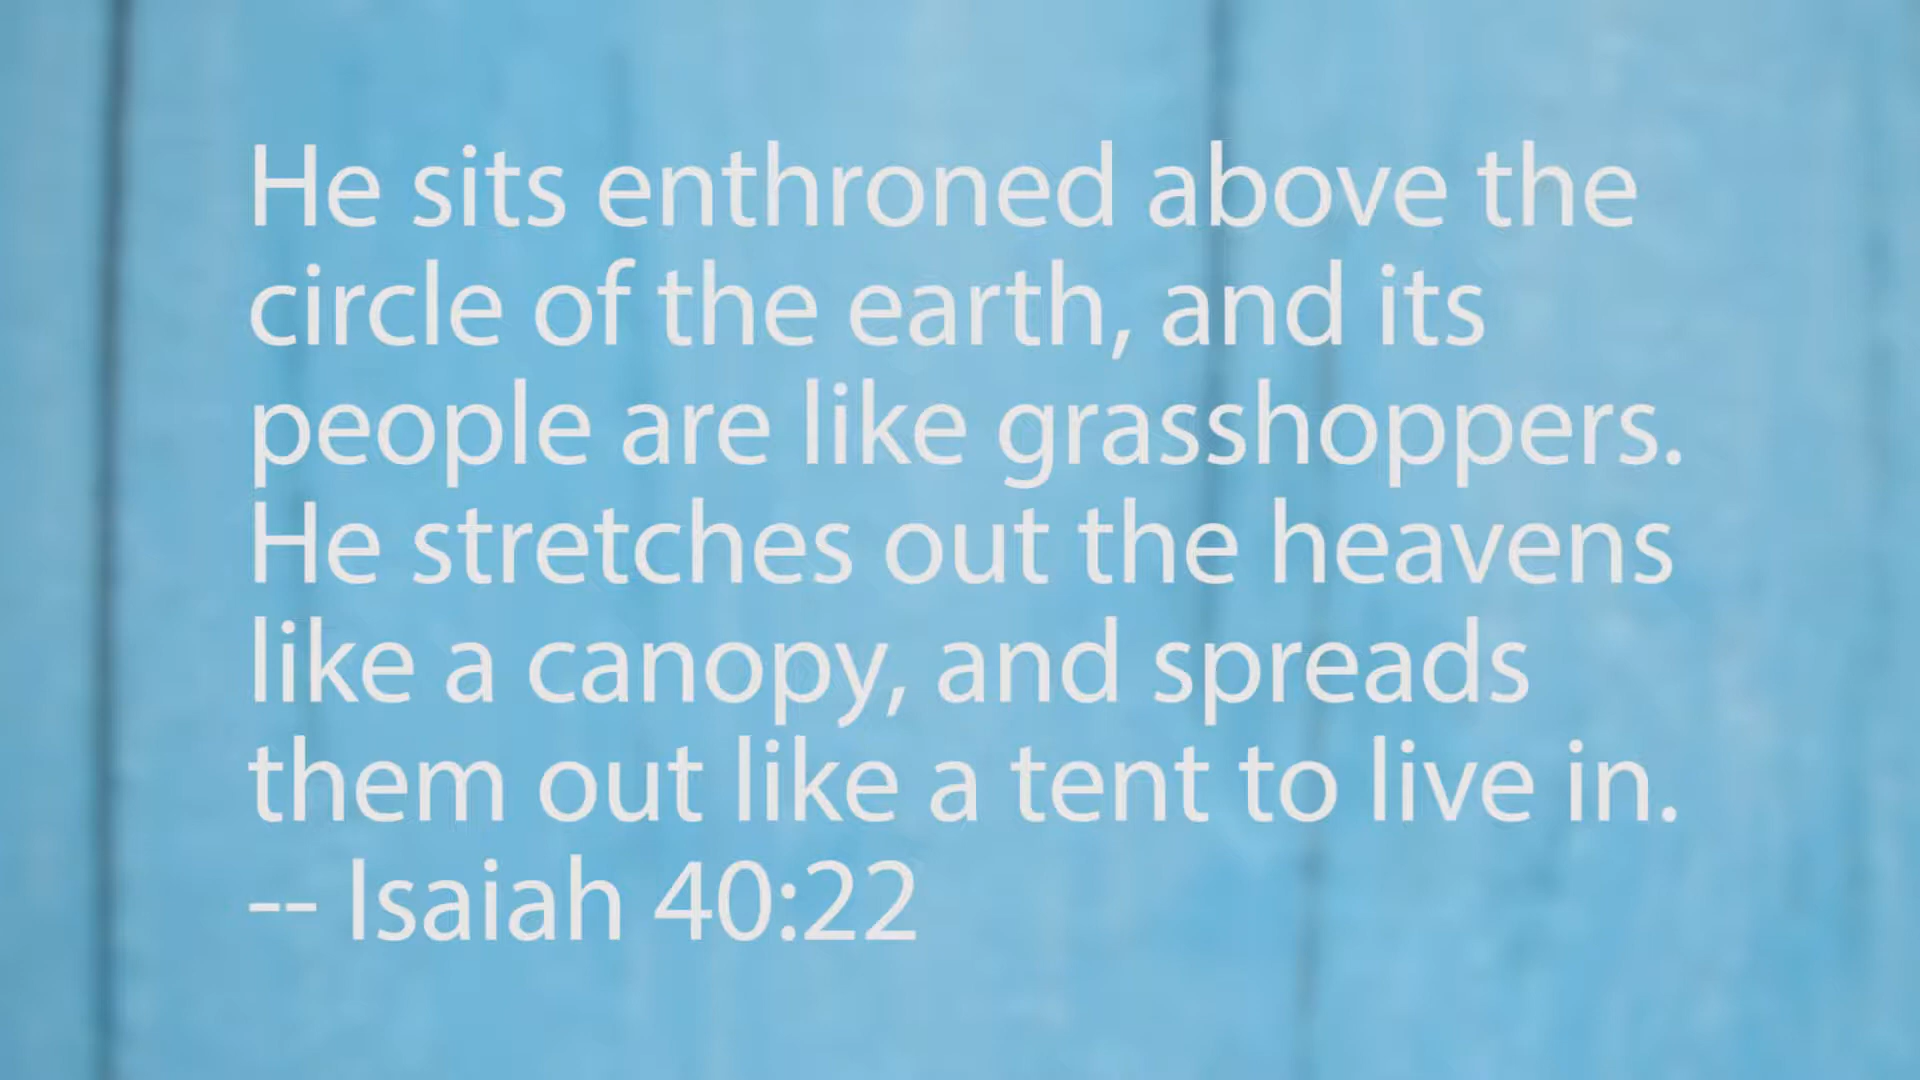 He sits enthroned above the
circle of the earth, and its
people are like grasshoppers.
He stretches out the heavens
like a canopy, and spreads
them out like a tent to live in.
-- Isaiah 40:22